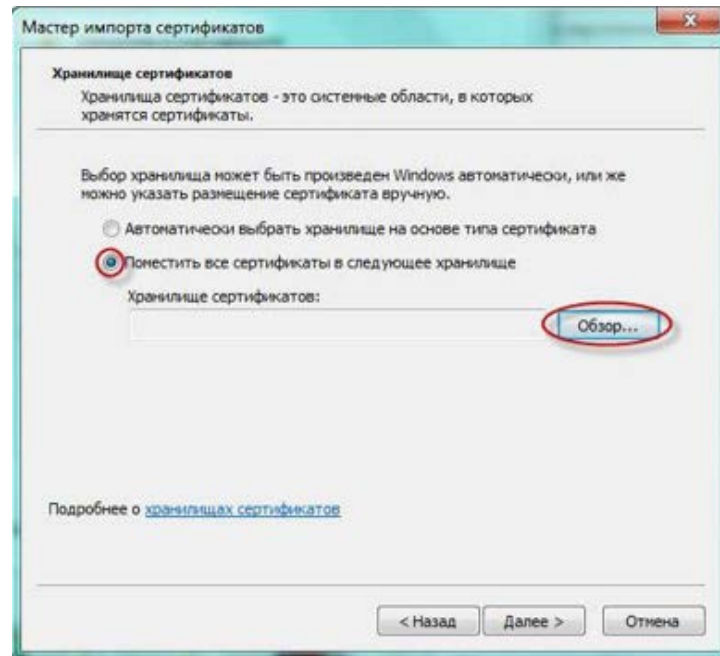 Мастер импорта сертификатов
Хранилище сертификатов
Хранилища сертификатов - это системные области, в которых
хранятся сертификаты.
Выбор хранилища может быть произведен Windows автоматически, или же
можно указать размещение сертификата вручную.
Автоматически выбрать хранилище на основе типа сертификата
Поместить все сертификаты в следующее хранилище
Хранилище сертификатов:
Обзор...
Подробнее о хранилищах сертификатов
< Назад Далее > Отмена